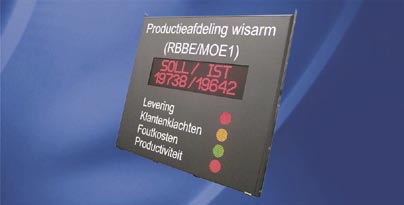 Productieafdeling wisarm
(RBBE/MOE1)
SOLL/ IST
19738/19642
Levering
Klantenklachten
Foutkosten
Productiviteit